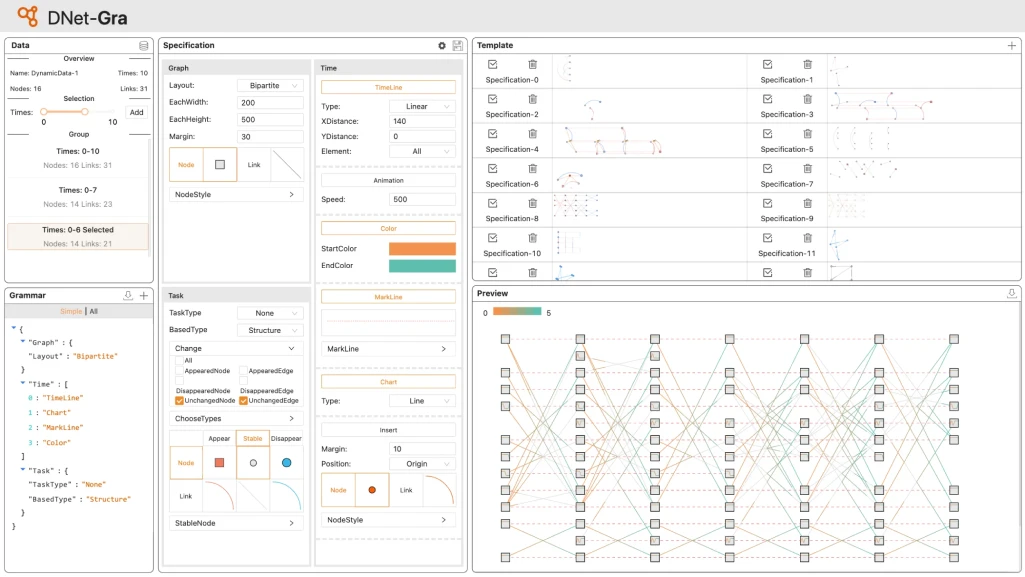 DNet-Gra
Data
Overview
Name: DynamicData-1 Times: 10
Nodes: 16 Links: 31
Selection
Times: 0 10 Add
Group
Times: 0-10
Nodes: 16 Links: 31
Times: 0-7
Nodes: 14 Links: 23
Times: 0-6 Selected
Nodes: 14 Links: 21
Grammar
Simple | All
{
"Graph" : {
"Layout" : "Bipartite"
}
"Time" : [
0 : "TimeLine"
1 : "Chart"
2 : "MarkLine"
3 : "Color"
]
"Task" : {
"TaskType" : "None"
"BasedType" : "Structure"
}
}
Specification
Graph
Layout: Bipartite
EachWidth: 200
EachHeight: 500
Margin: 30
Node Link
NodeStyle >
Task
TaskType None
BasedType Structure
Change
All
AppearedNode AppearedEdge
DisappearedNode DisappearedEdge
UnchangedNode UnchangedEdge
ChooseTypes >
Appear Stable Disappear
Node
Link
StableNode >
Time
TimeLine
Type: Linear
XDistance: 140
YDistance: 0
Element: All
Animation
Speed: 500
Color
StartColor
EndColor
MarkLine
MarkLine >
Chart
Type: Line
Insert
Margin: 10
Position: Origin
Node Link
NodeStyle >
Template
Specification-0 Specification-1
Specification-2 Specification-3
Specification-4 Specification-5
Specification-6 Specification-7
Specification-8 Specification-9
Specification-10 Specification-11
Preview
0 5